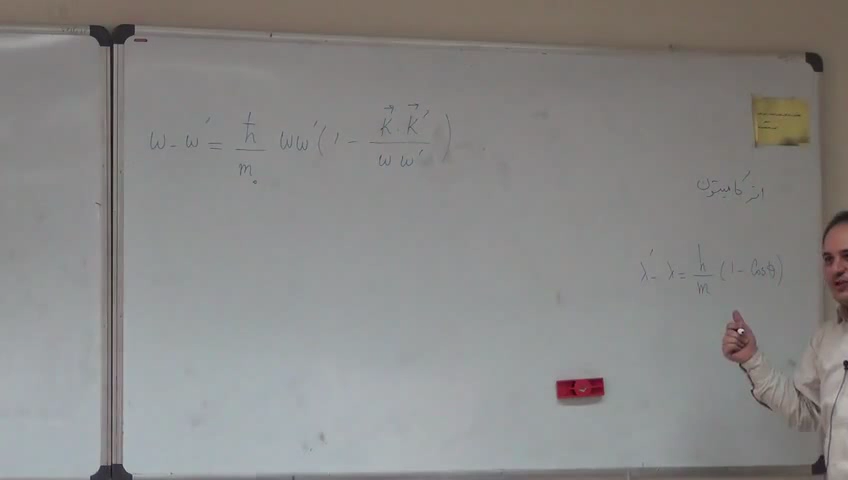 ω - ω' = ħ/m₀ ωω' (1 - K⃗·K⃗'/ωω')
اثر کامپتون
λ' - λ = h/m (1 - Cosθ)